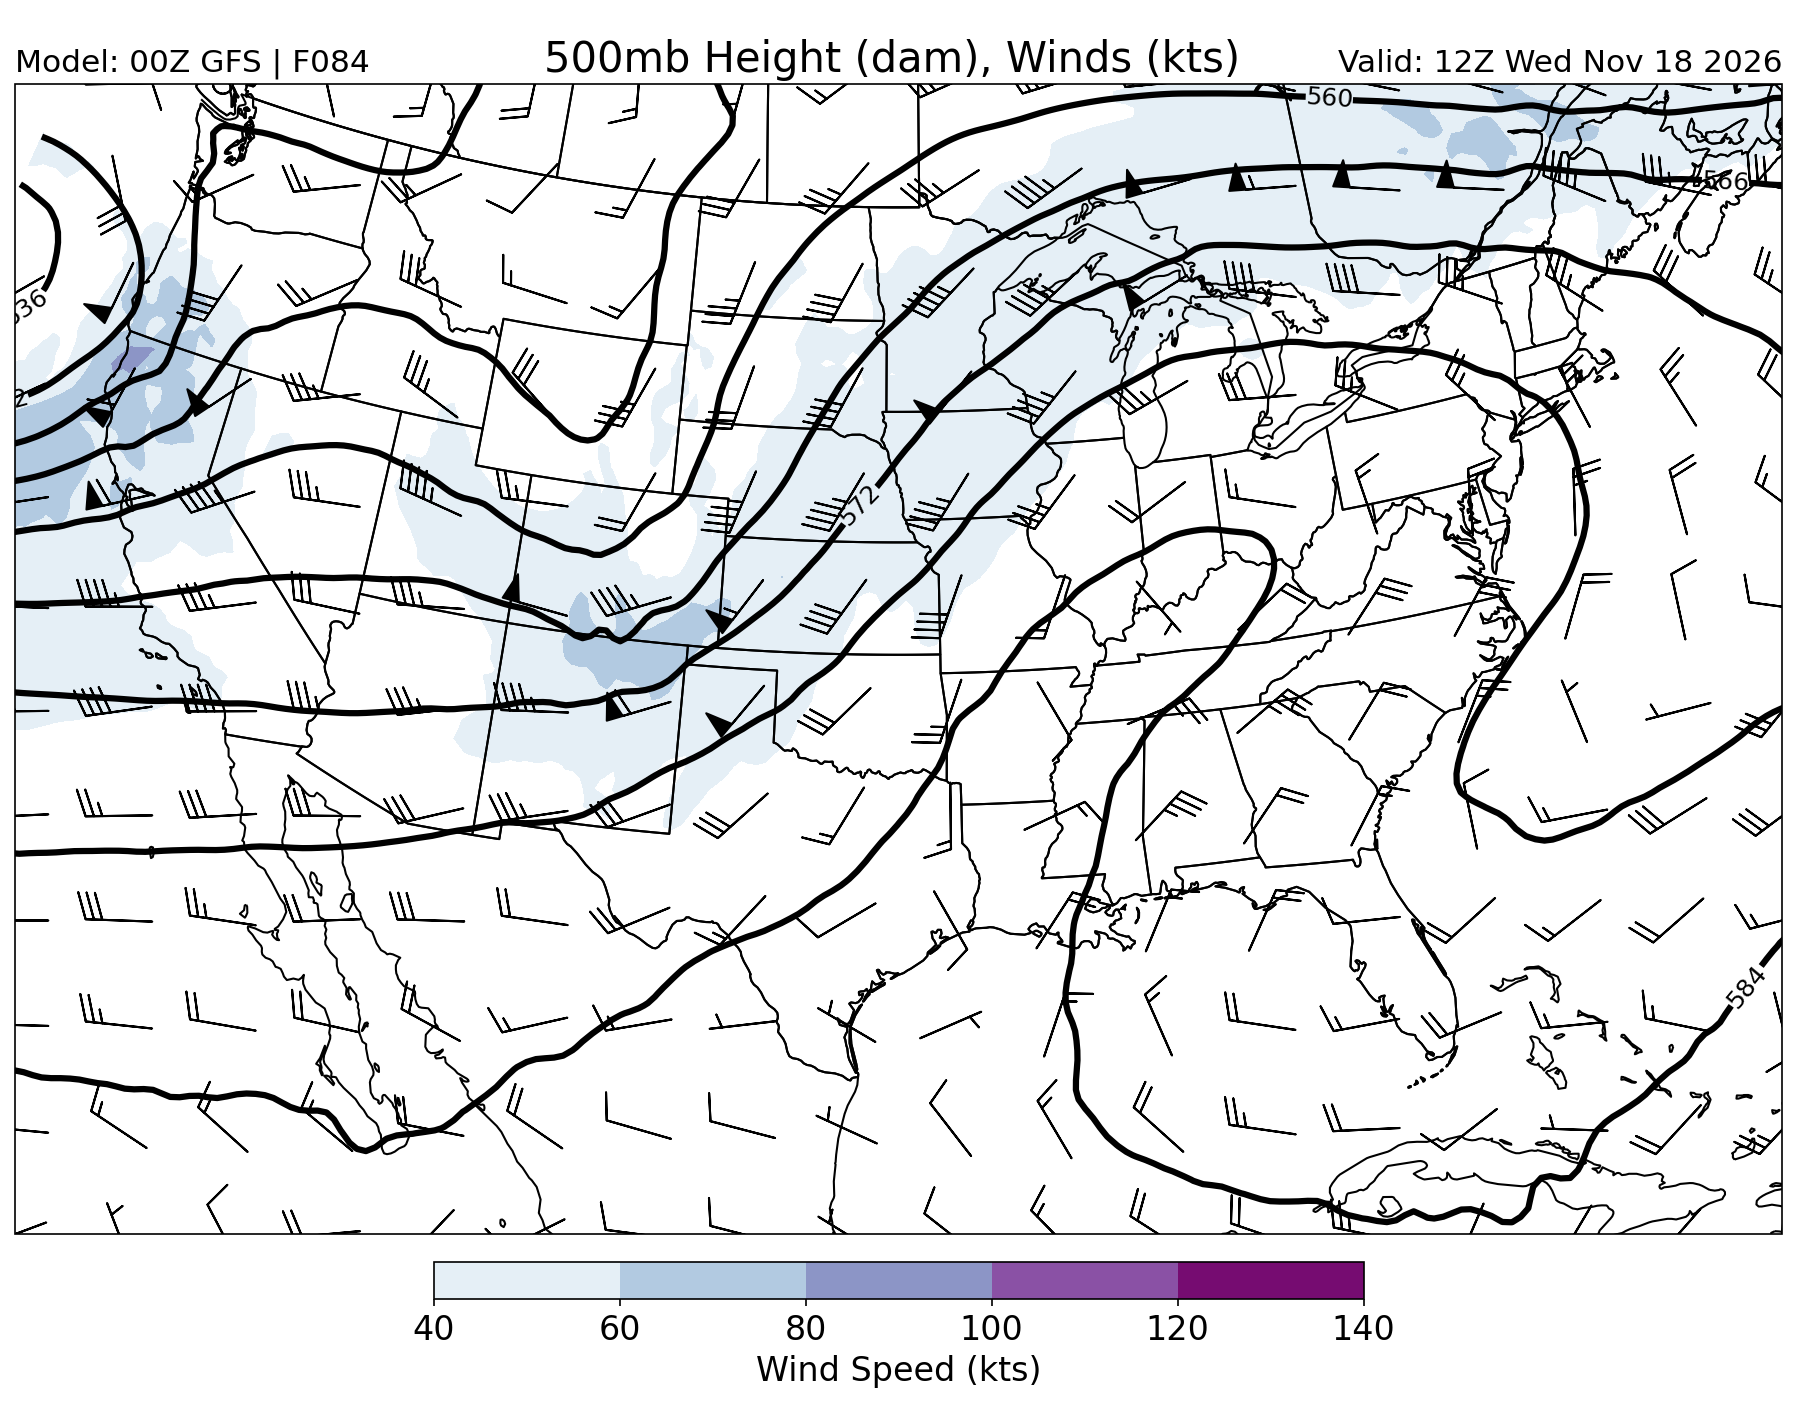 Model: 00Z GFS | F084
500mb Height (dam), Winds (kts)
Valid: 12Z Wed Nov 18 2026
560
566
536
572
584
40 60 80 100 120 140
Wind Speed (kts)